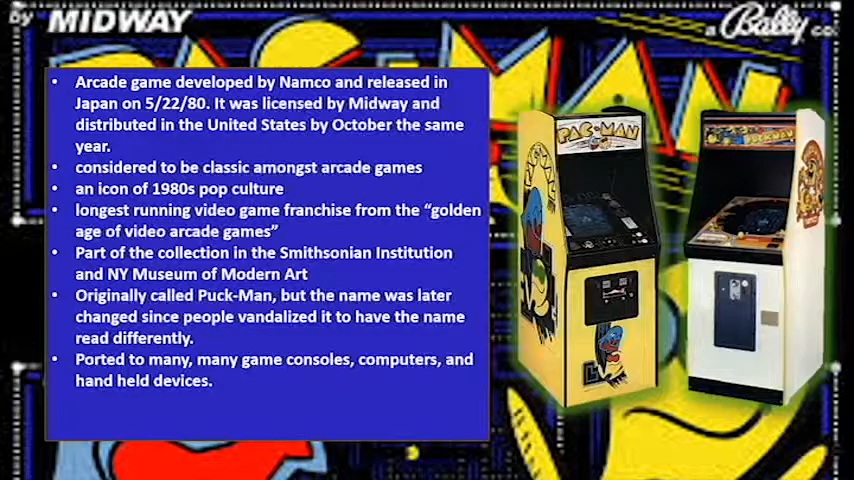 by MIDWAY
a Bally co.
PAC-MAN
• Arcade game developed by Namco and released in
Japan on 5/22/80. It was licensed by Midway and
distributed in the United States by October the same
year.
• considered to be classic amongst arcade games
• an icon of 1980s pop culture
• longest running video game franchise from the “golden
age of video arcade games”
• Part of the collection in the Smithsonian Institution
and NY Museum of Modern Art
• Originally called Puck-Man, but the name was later
changed since people vandalized it to have the name
read differently.
• Ported to many, many game consoles, computers, and
hand held devices.
PAC-MAN